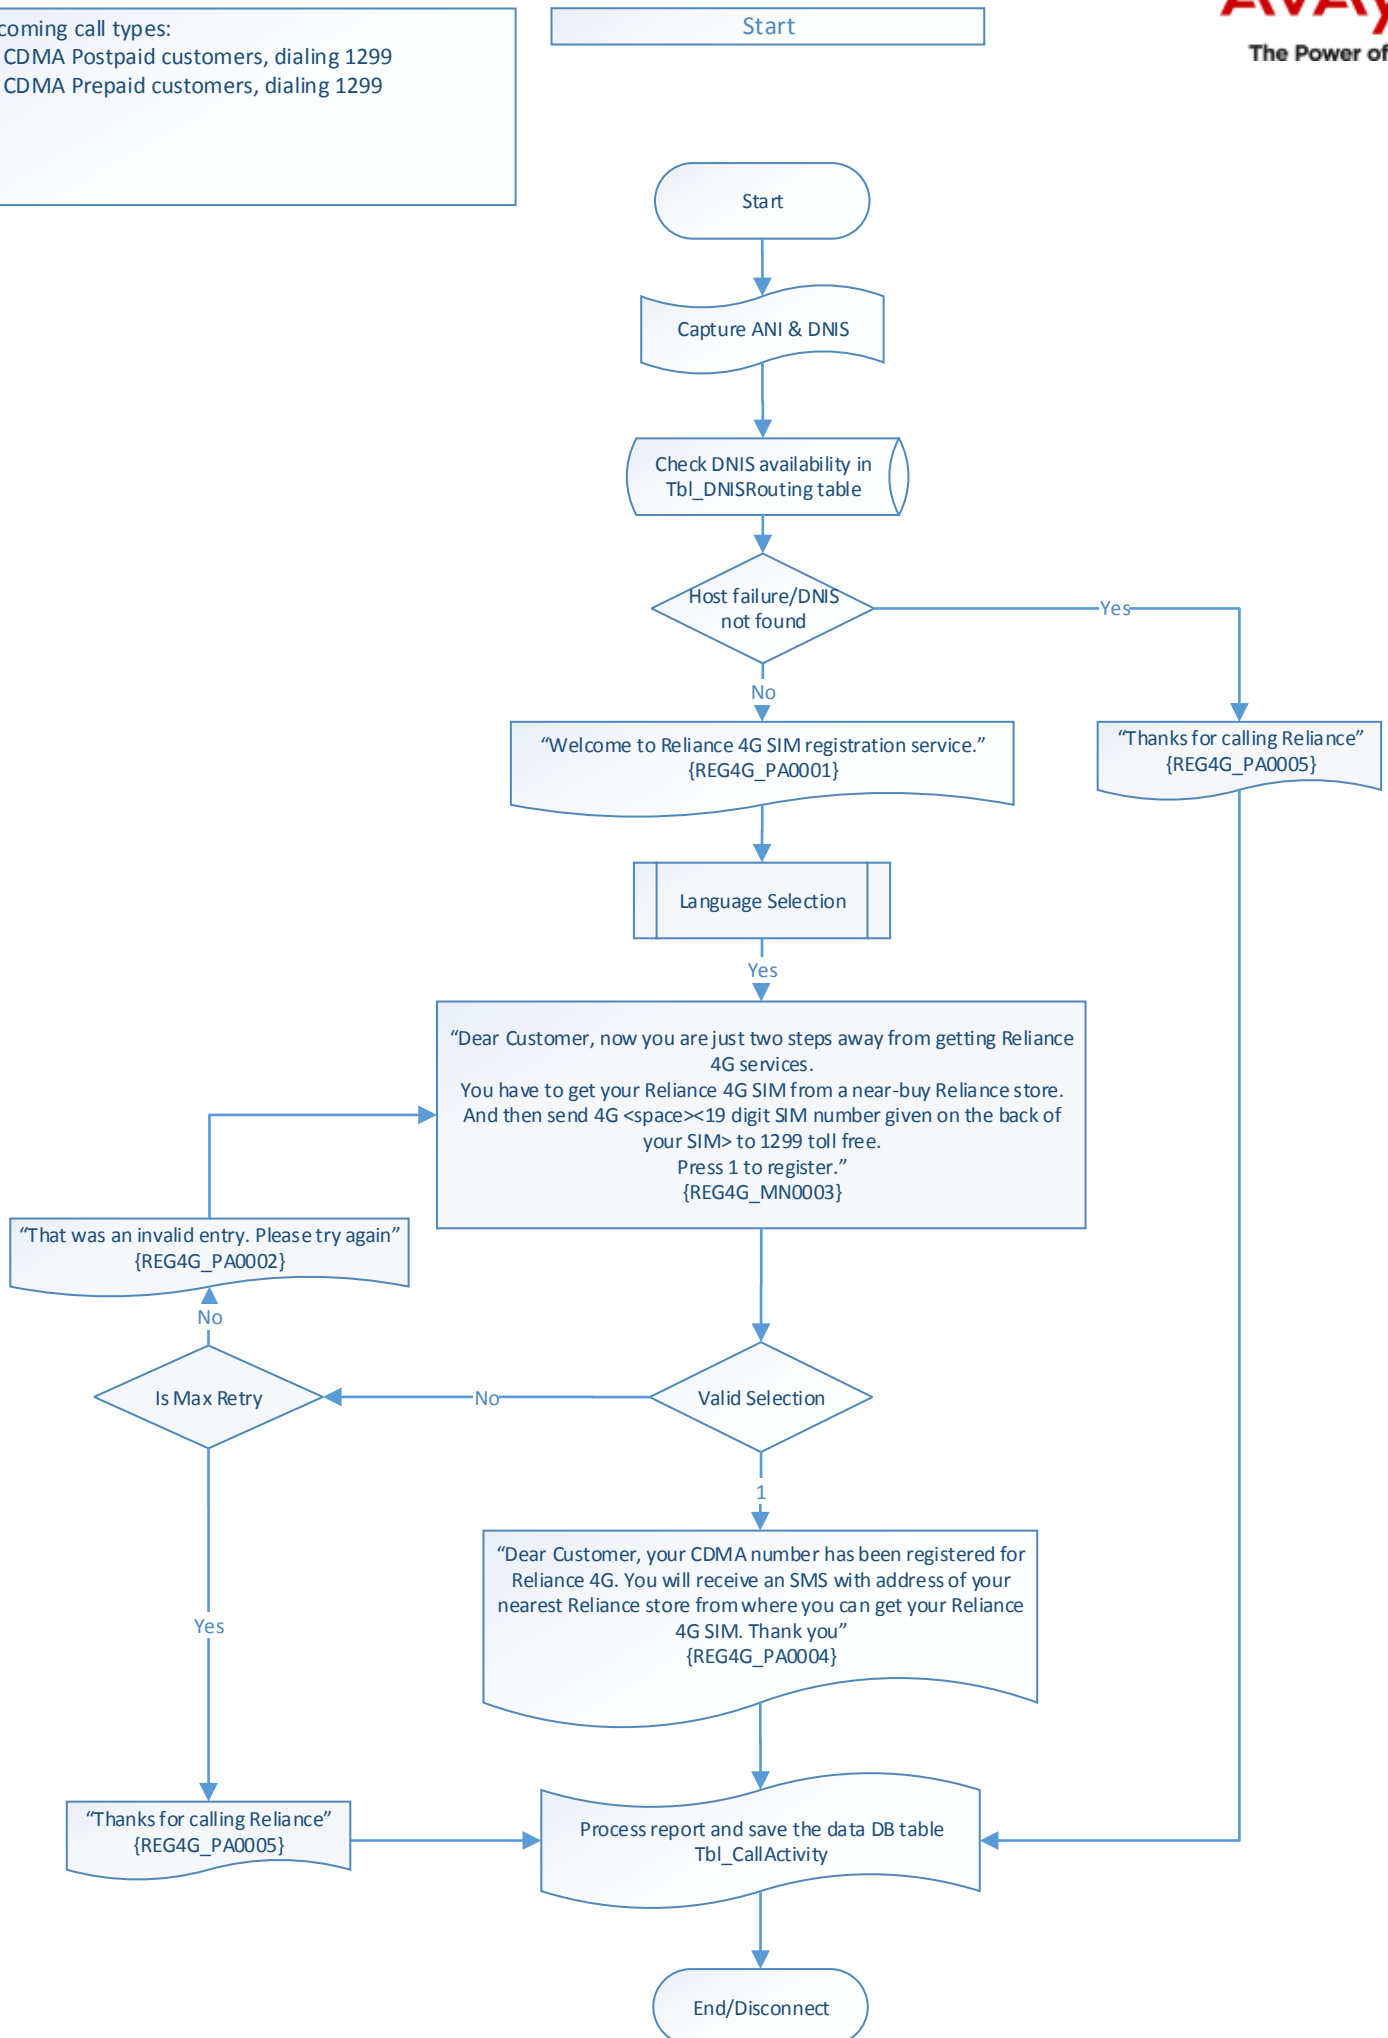 coming call types:
CDMA Postpaid customers, dialing 1299
CDMA Prepaid customers, dialing 1299
Start
The Power of
Start
Capture ANI & DNIS
Check DNIS availability in
Tbl_DNISRouting table
Host failure/DNIS
not found
Yes
No
“Welcome to Reliance 4G SIM registration service.”
{REG4G_PA0001}
“Thanks for calling Reliance”
{REG4G_PA0005}
Language Selection
Yes
“Dear Customer, now you are just two steps away from getting Reliance
4G services.
You have to get your Reliance 4G SIM from a near-buy Reliance store.
And then send 4G <space><19 digit SIM number given on the back of
your SIM> to 1299 toll free.
Press 1 to register.”
{REG4G_MN0003}
“That was an invalid entry. Please try again”
{REG4G_PA0002}
No
Is Max Retry
No
Valid Selection
1
“Dear Customer, your CDMA number has been registered for
Reliance 4G. You will receive an SMS with address of your
nearest Reliance store from where you can get your Reliance
4G SIM. Thank you”
{REG4G_PA0004}
Yes
“Thanks for calling Reliance”
{REG4G_PA0005}
Process report and save the data DB table
Tbl_CallActivity
End/Disconnect